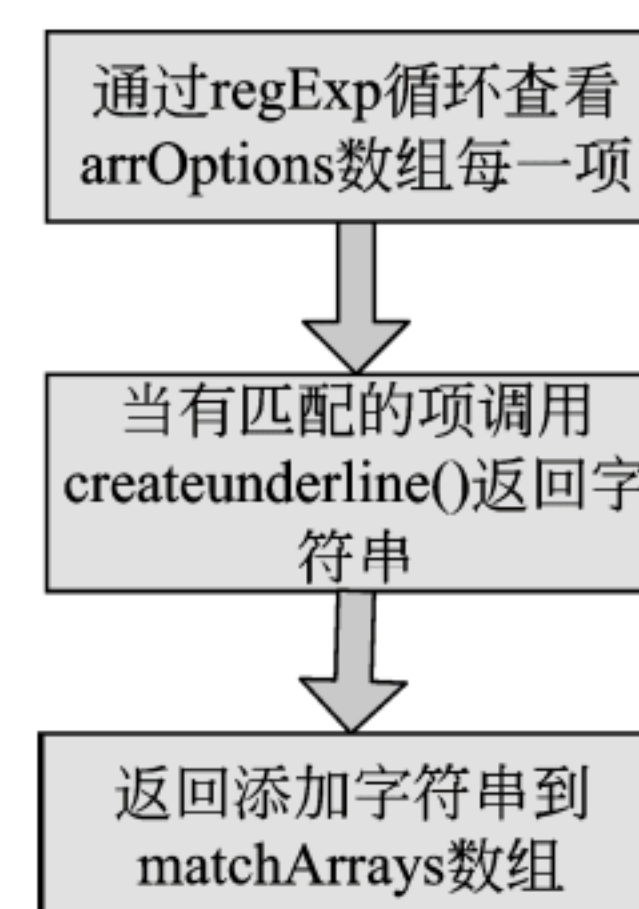 通过regExp循环查看
arrOptions数组每一项
当有匹配的项调用
createunderline()返回字
符串
返回添加字符串到
matchArrays数组